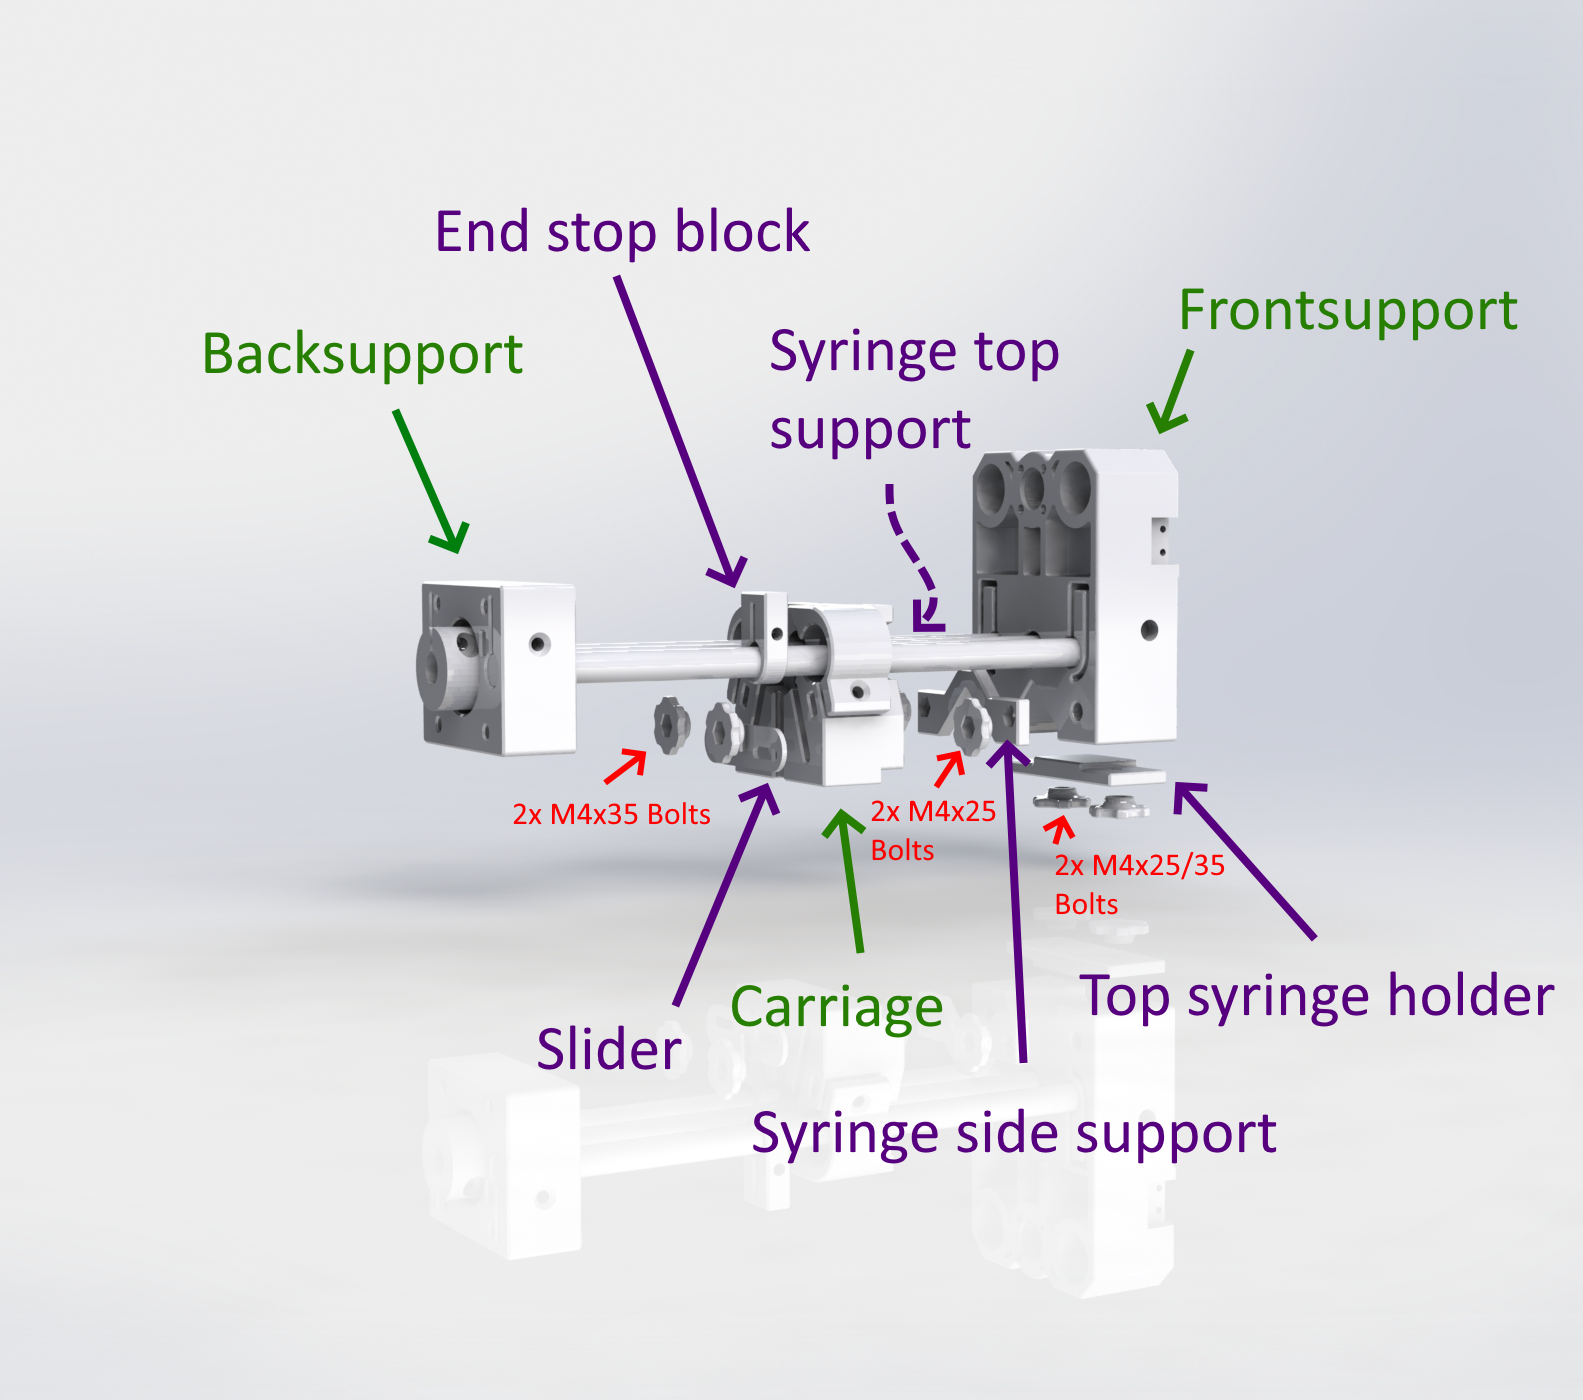 End stop block
Frontsupport
Backsupport
Syringe top
support
2x M4x35 Bolts
2x M4x25
Bolts
2x M4x25/35
Bolts
Top syringe holder
Carriage
Slider
Syringe side support